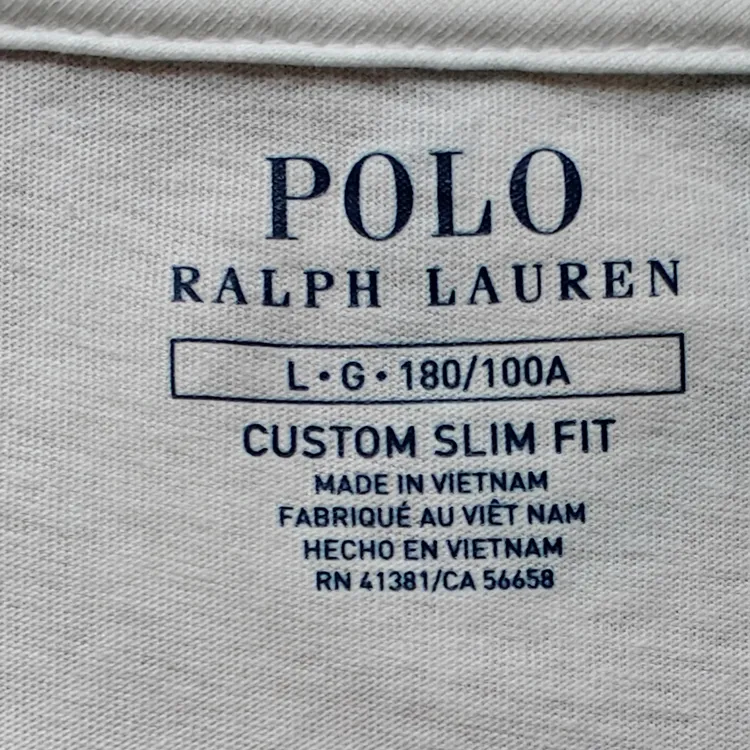 POLO
RALPH LAUREN
L•G•180/100A
CUSTOM SLIM FIT
MADE IN VIETNAM
FABRIQUÉ AU VIÊT NAM
HECHO EN VIETNAM
RN 41381/CA 56658